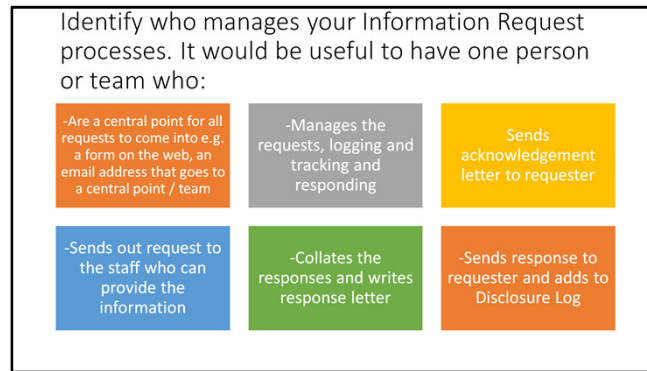 Identify who manages your Information Request
processes. It would be useful to have one person
or team who:
-Are a central point for all
requests to come into e.g.
a form on the web, an
email address that goes to
a central point / team
-Manages the
requests, logging and
tracking and
responding
Sends
acknowledgement
letter to requester
-Sends out request to
the staff who can
provide the
information
-Collates the
responses and writes
response letter
-Sends response to
requester and adds to
Disclosure Log